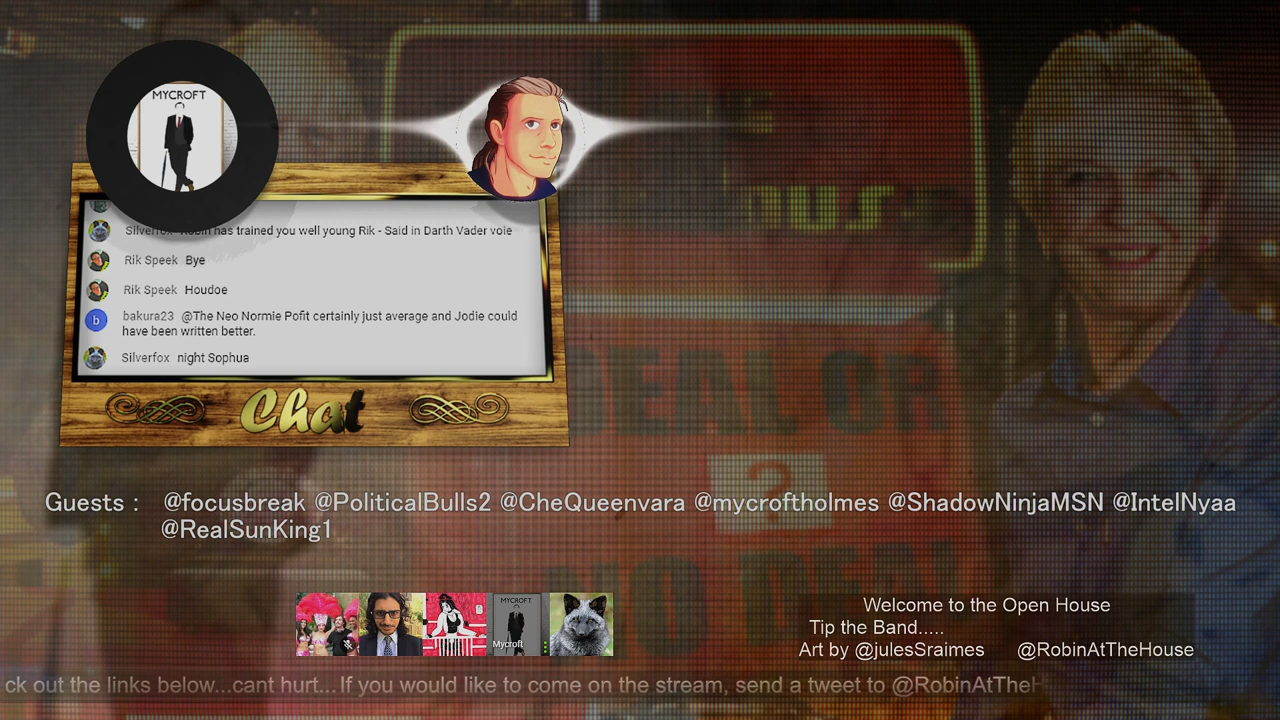 MYCROFT
Silverfox Robin has trained you well young Rik - Said in Darth Vader voie
Rik Speek Bye
Rik Speek Houdoe
b
bakura23 @The Neo Normie Pofit certainly just average and Jodie could
have been written better.
Silverfox night Sophua
Chat
DEAL OR
?
NO DEAL
Guests : @focusbreak @PoliticalBulls2 @CheQueenvara @mycroftholmes @ShadowNinjaMSN @IntelNyaa
@RealSunKing1
MYCROFT
Mycroft
Welcome to the Open House
Tip the Band.....
Art by @julesSraimes @RobinAtTheHouse
ck out the links below...cant hurt... If you would like to come on the stream, send a tweet to @RobinAtTheH